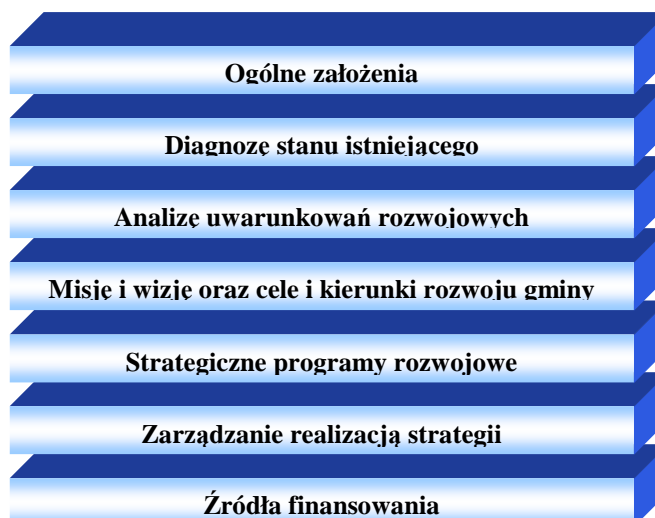 Ogólne założenia
Diagnozę stanu istniejącego
Analizę uwarunkowań rozwojowych
Misję i wizję oraz cele i kierunki rozwoju gminy
Strategiczne programy rozwojowe
Zarządzanie realizacją strategii
Źródła finansowania